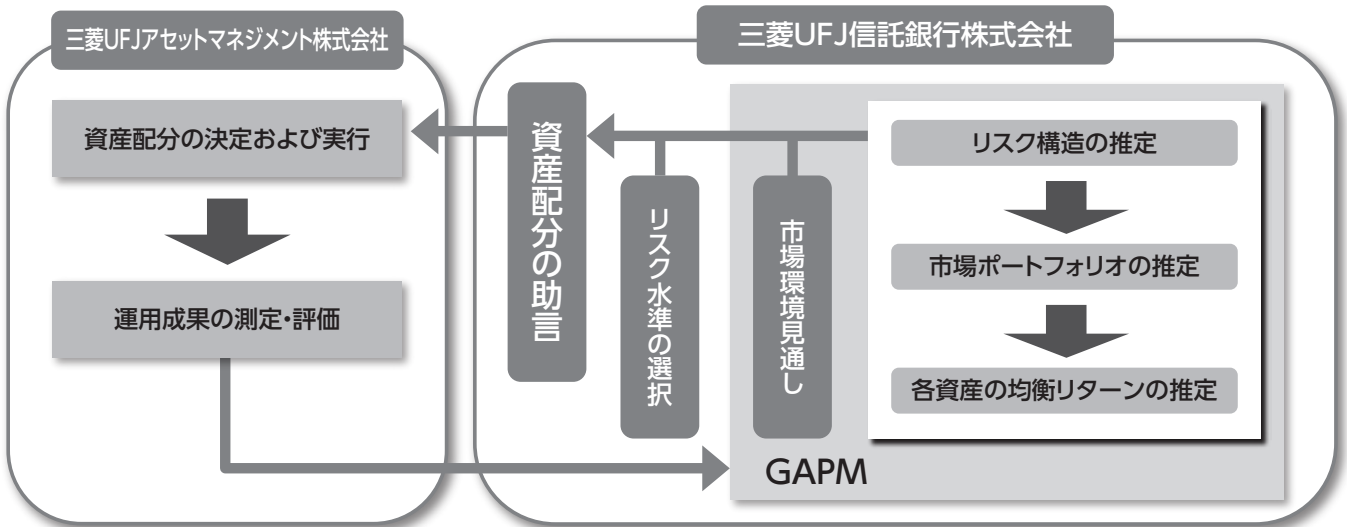 三菱UFJアセットマネジメント株式会社
資産配分の決定および実行
運用成果の測定・評価
三菱UFJ信託銀行株式会社
資産配分の助言
リスク水準の選択
市場環境見通し
リスク構造の推定
市場ポートフォリオの推定
各資産の均衡リターンの推定
GAPM